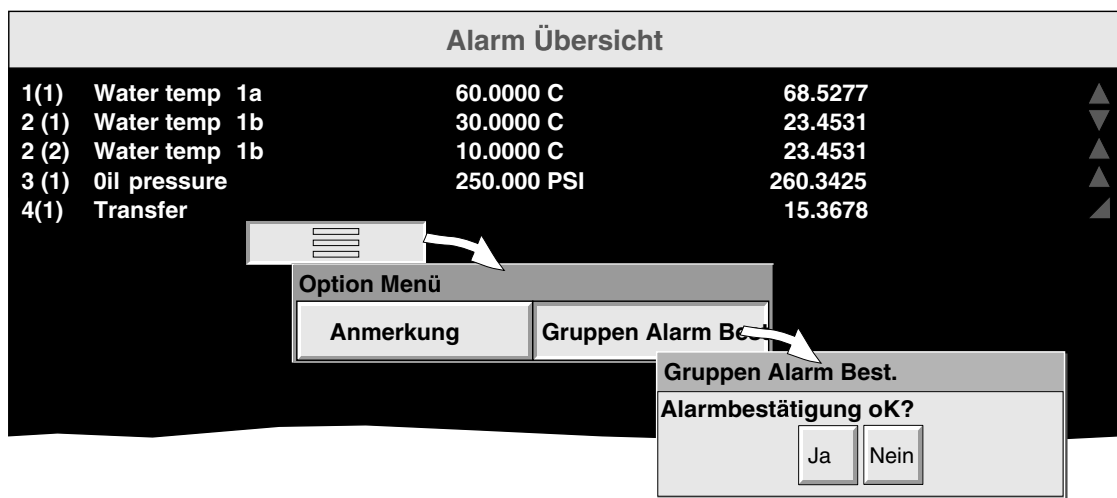 Alarm Übersicht
1(1) Water temp 1a 60.0000 C 68.5277
2 (1) Water temp 1b 30.0000 C 23.4531
2 (2) Water temp 1b 10.0000 C 23.4531
3 (1) 0il pressure 250.000 PSI 260.3425
4(1) Transfer 15.3678
Option Menü
Anmerkung Gruppen Alarm Best
Gruppen Alarm Best.
Alarmbestätigung oK?
Ja Nein